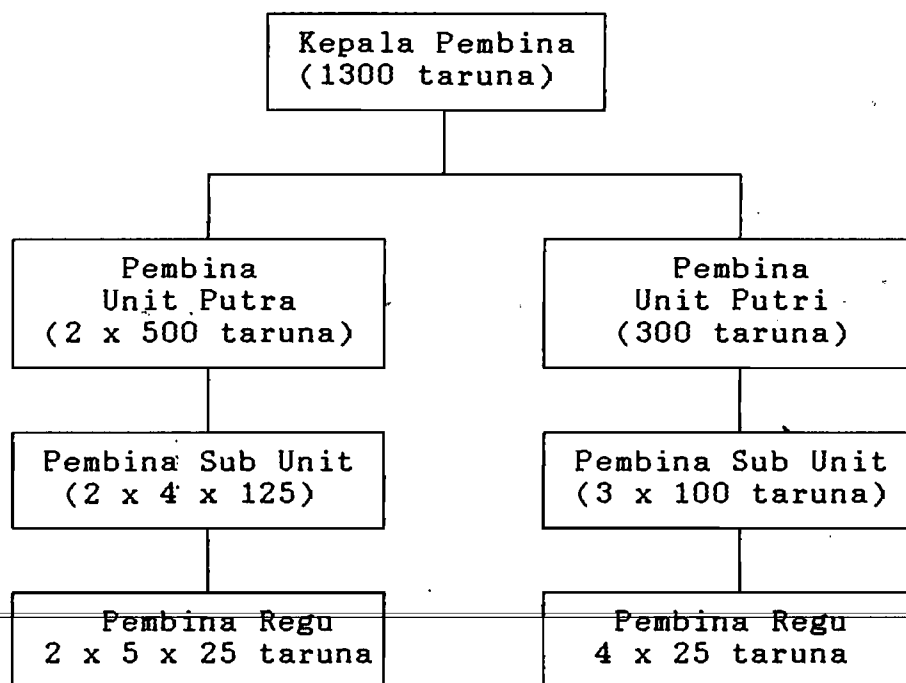 Kepala Pembina
(1300 taruna)
Pembina
Unit Putra
(2 x 500 taruna)
Pembina
Unit Putri
(300 taruna)
Pembina Sub Unit
(2 x 4 x 125)
Pembina Sub Unit
(3 x 100 taruna)
Pembina Regu
2 x 5 x 25 taruna
Pembina Regu
4 x 25 taruna